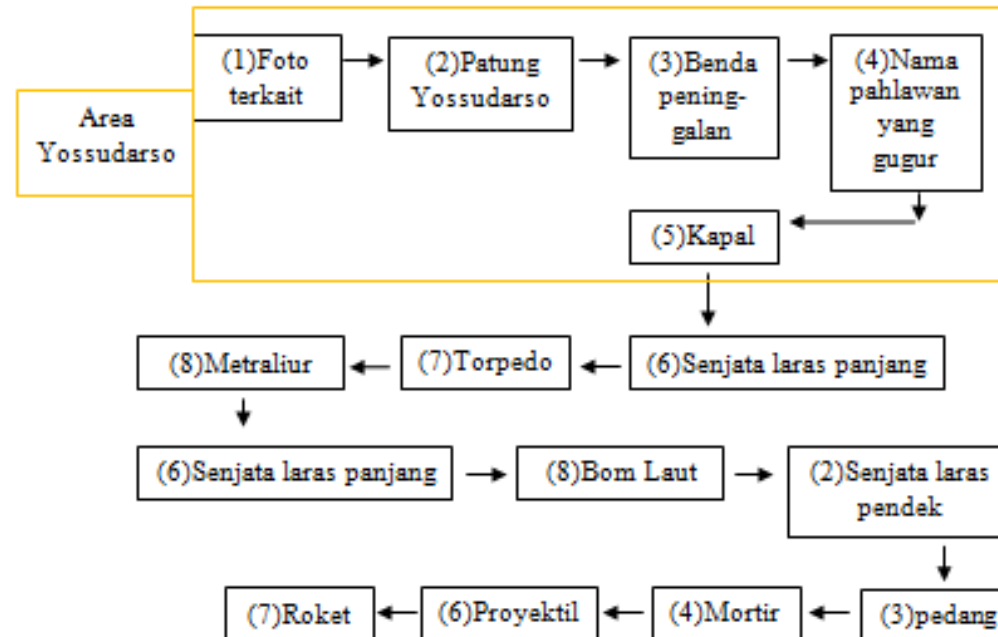 Area
Yossudarso
(1)Foto
terkait
(2)Patung
Yossudarso
(3)Benda
pening-
galan
(4)Nama
pahlawan
yang
gugur
(5)Kapal
(6)Senjata laras panjang
(7)Torpedo
(8)Metraliur
(6)Senjata laras panjang
(8)Bom Laut
(2)Senjata laras
pendek
(3)pedang
(4)Mortir
(6)Proyektil
(7)Roket